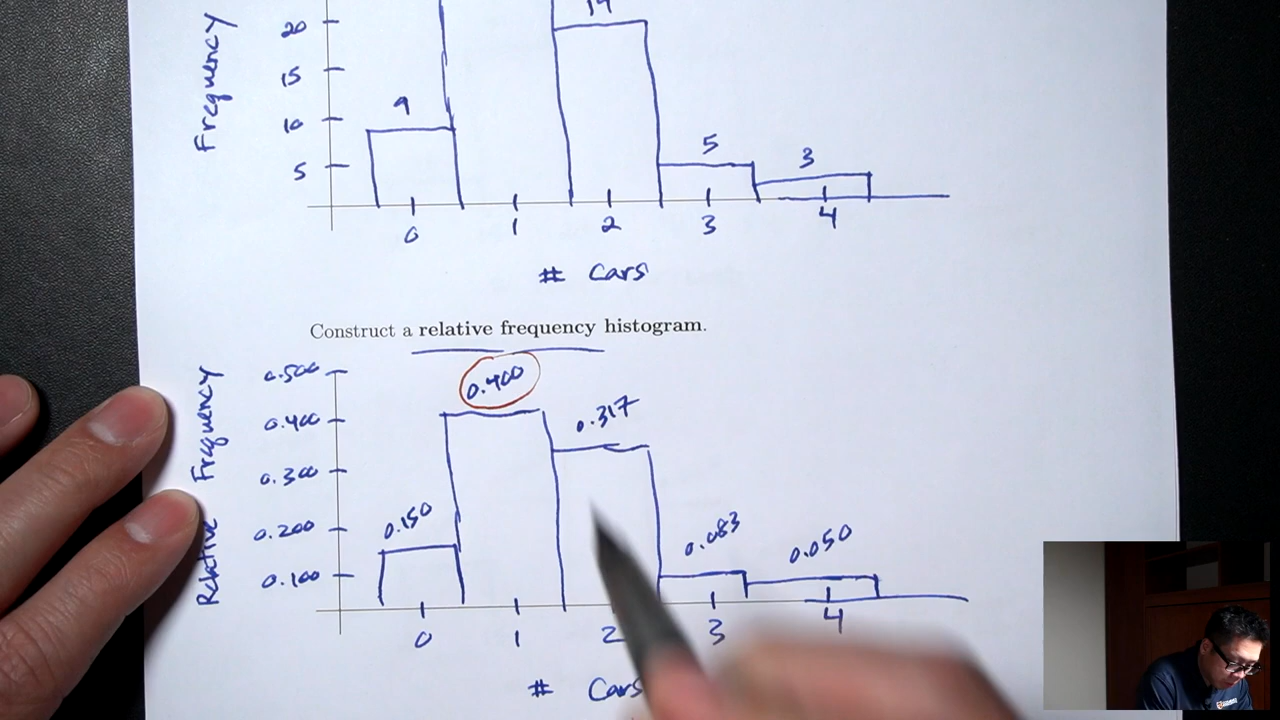 Frequency
20
15
10
5
9
5
3
0 1 2 3 4
# Cars
Construct a relative frequency histogram.
Relative Frequency
0.500
0.400
0.300
0.200
0.100
0.150
0.400
0.317
0.083
0.050
0 1 2 3 4
# Cars